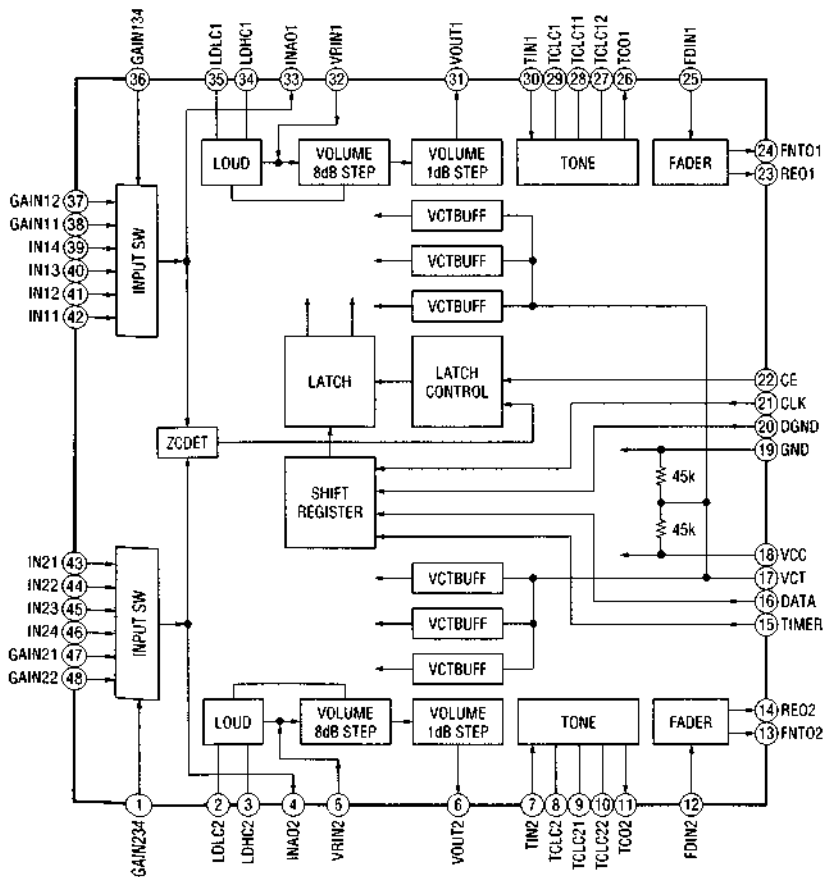 GAIN134
LDLC1
LDHC1
INAO1
VRIN1
VOUT1
TIN1
TCLC1
TCLC11
TCLC12
TCO1
FDIN1
36
35
34
33
32
31
30
29
28
27
26
25
LOUD
VOLUME
8dB STEP
VOLUME
1dB STEP
TONE
FADER
24 FNTO1
23 REO1
GAIN12 37
GAIN11 38
IN14 39
IN13 40
IN12 41
IN11 42
INPUT SW
VCTBUFF
VCTBUFF
VCTBUFF
LATCH
LATCH
CONTROL
22 CE
21 CLK
20 DGND
19 GND
ZCDET
45k
SHIFT
REGISTER
45k
18 VCC
17 VCT
16 DATA
15 TIMER
IN21 43
IN22 44
IN23 45
IN24 46
GAIN21 47
GAIN22 48
INPUT SW
VCTBUFF
VCTBUFF
VCTBUFF
LOUD
VOLUME
8dB STEP
VOLUME
1dB STEP
TONE
FADER
14 REO2
13 FNTO2
1
2
3
4
5
6
7
8
9
10
11
12
GAIN234
LDLC2
LDHC2
INAO2
VRIN2
VOUT2
TIN2
TCLC2
TCLC21
TCLC22
TCO2
FDIN2